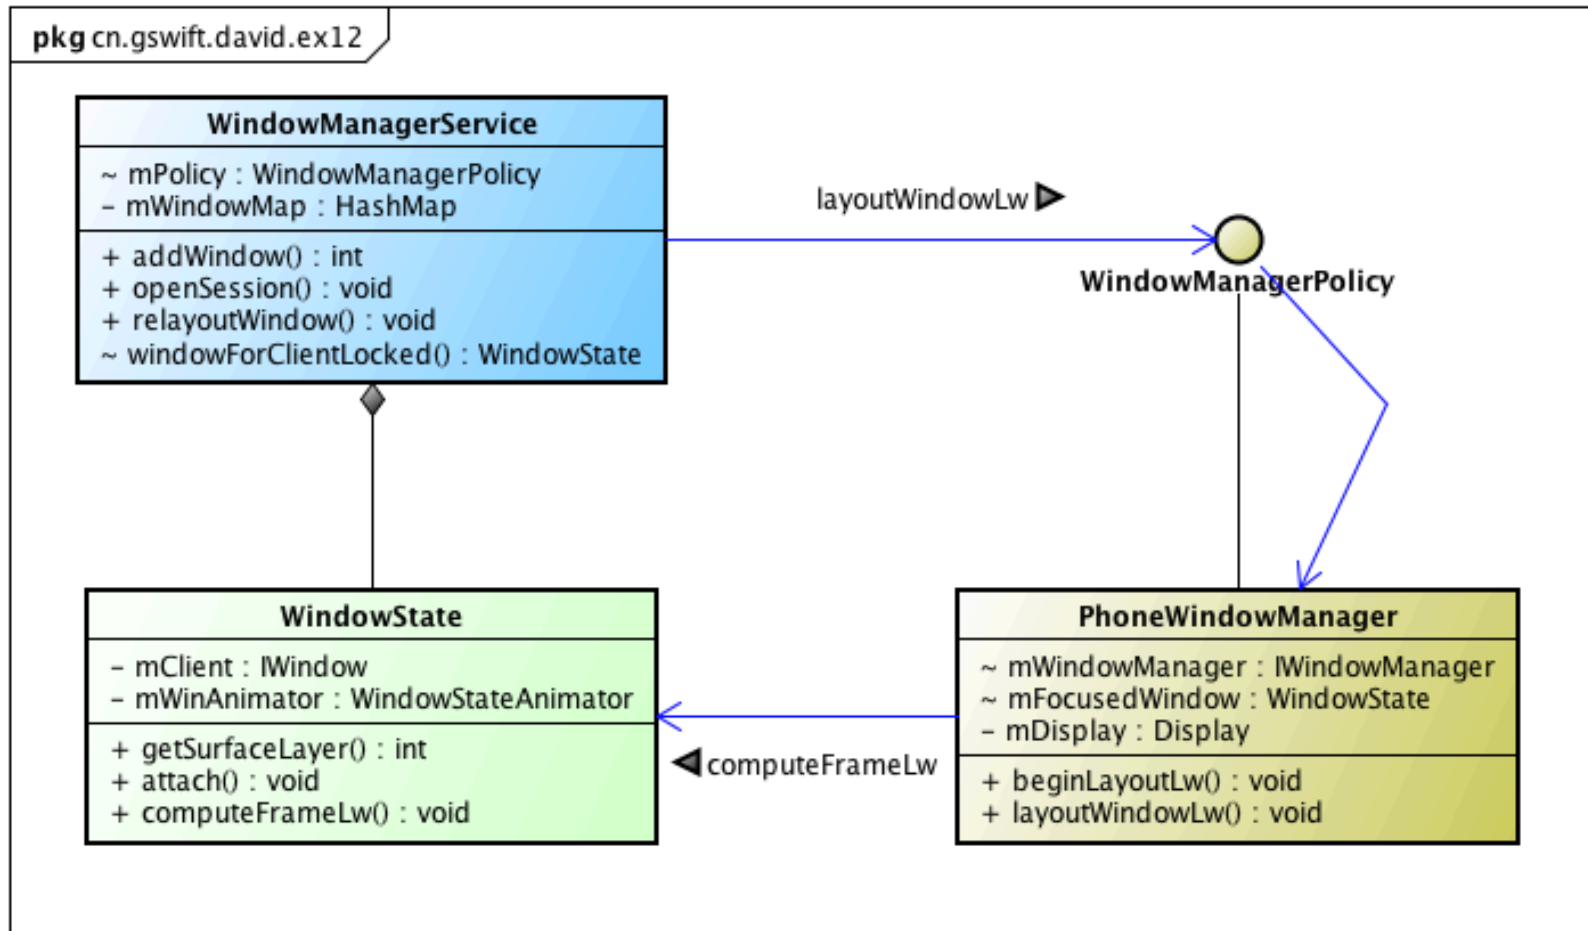 pkg cn.gswift.david.ex12
WindowManagerService
~ mPolicy : WindowManagerPolicy
- mWindowMap : HashMap
+ addWindow() : int
+ openSession() : void
+ relayoutWindow() : void
~ windowForClientLocked() : WindowState
layoutWindowLw
WindowManagerPolicy
WindowState
- mClient : IWindow
- mWinAnimator : WindowStateAnimator
+ getSurfaceLayer() : int
+ attach() : void
+ computeFrameLw() : void
computeFrameLw
PhoneWindowManager
~ mWindowManager : IWindowManager
~ mFocusedWindow : WindowState
- mDisplay : Display
+ beginLayoutLw() : void
+ layoutWindowLw() : void